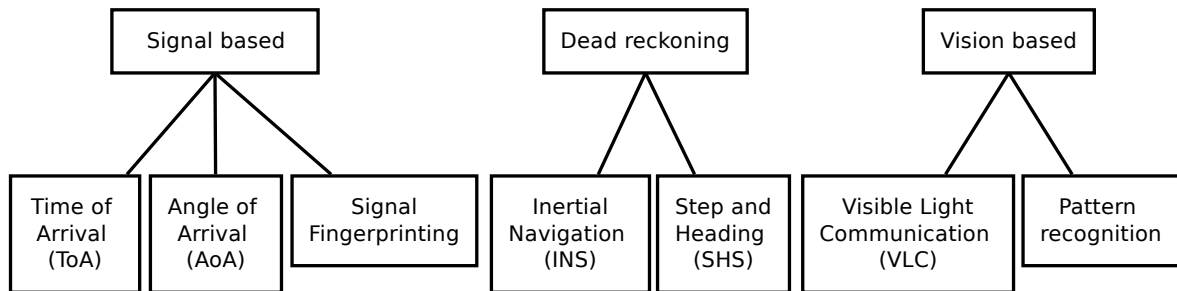 Signal based
Dead reckoning
Vision based
Time of
Arrival
(ToA)
Angle of
Arrival
(AoA)
Signal
Fingerprinting
Inertial
Navigation
(INS)
Step and
Heading
(SHS)
Visible Light
Communication
(VLC)
Pattern
recognition